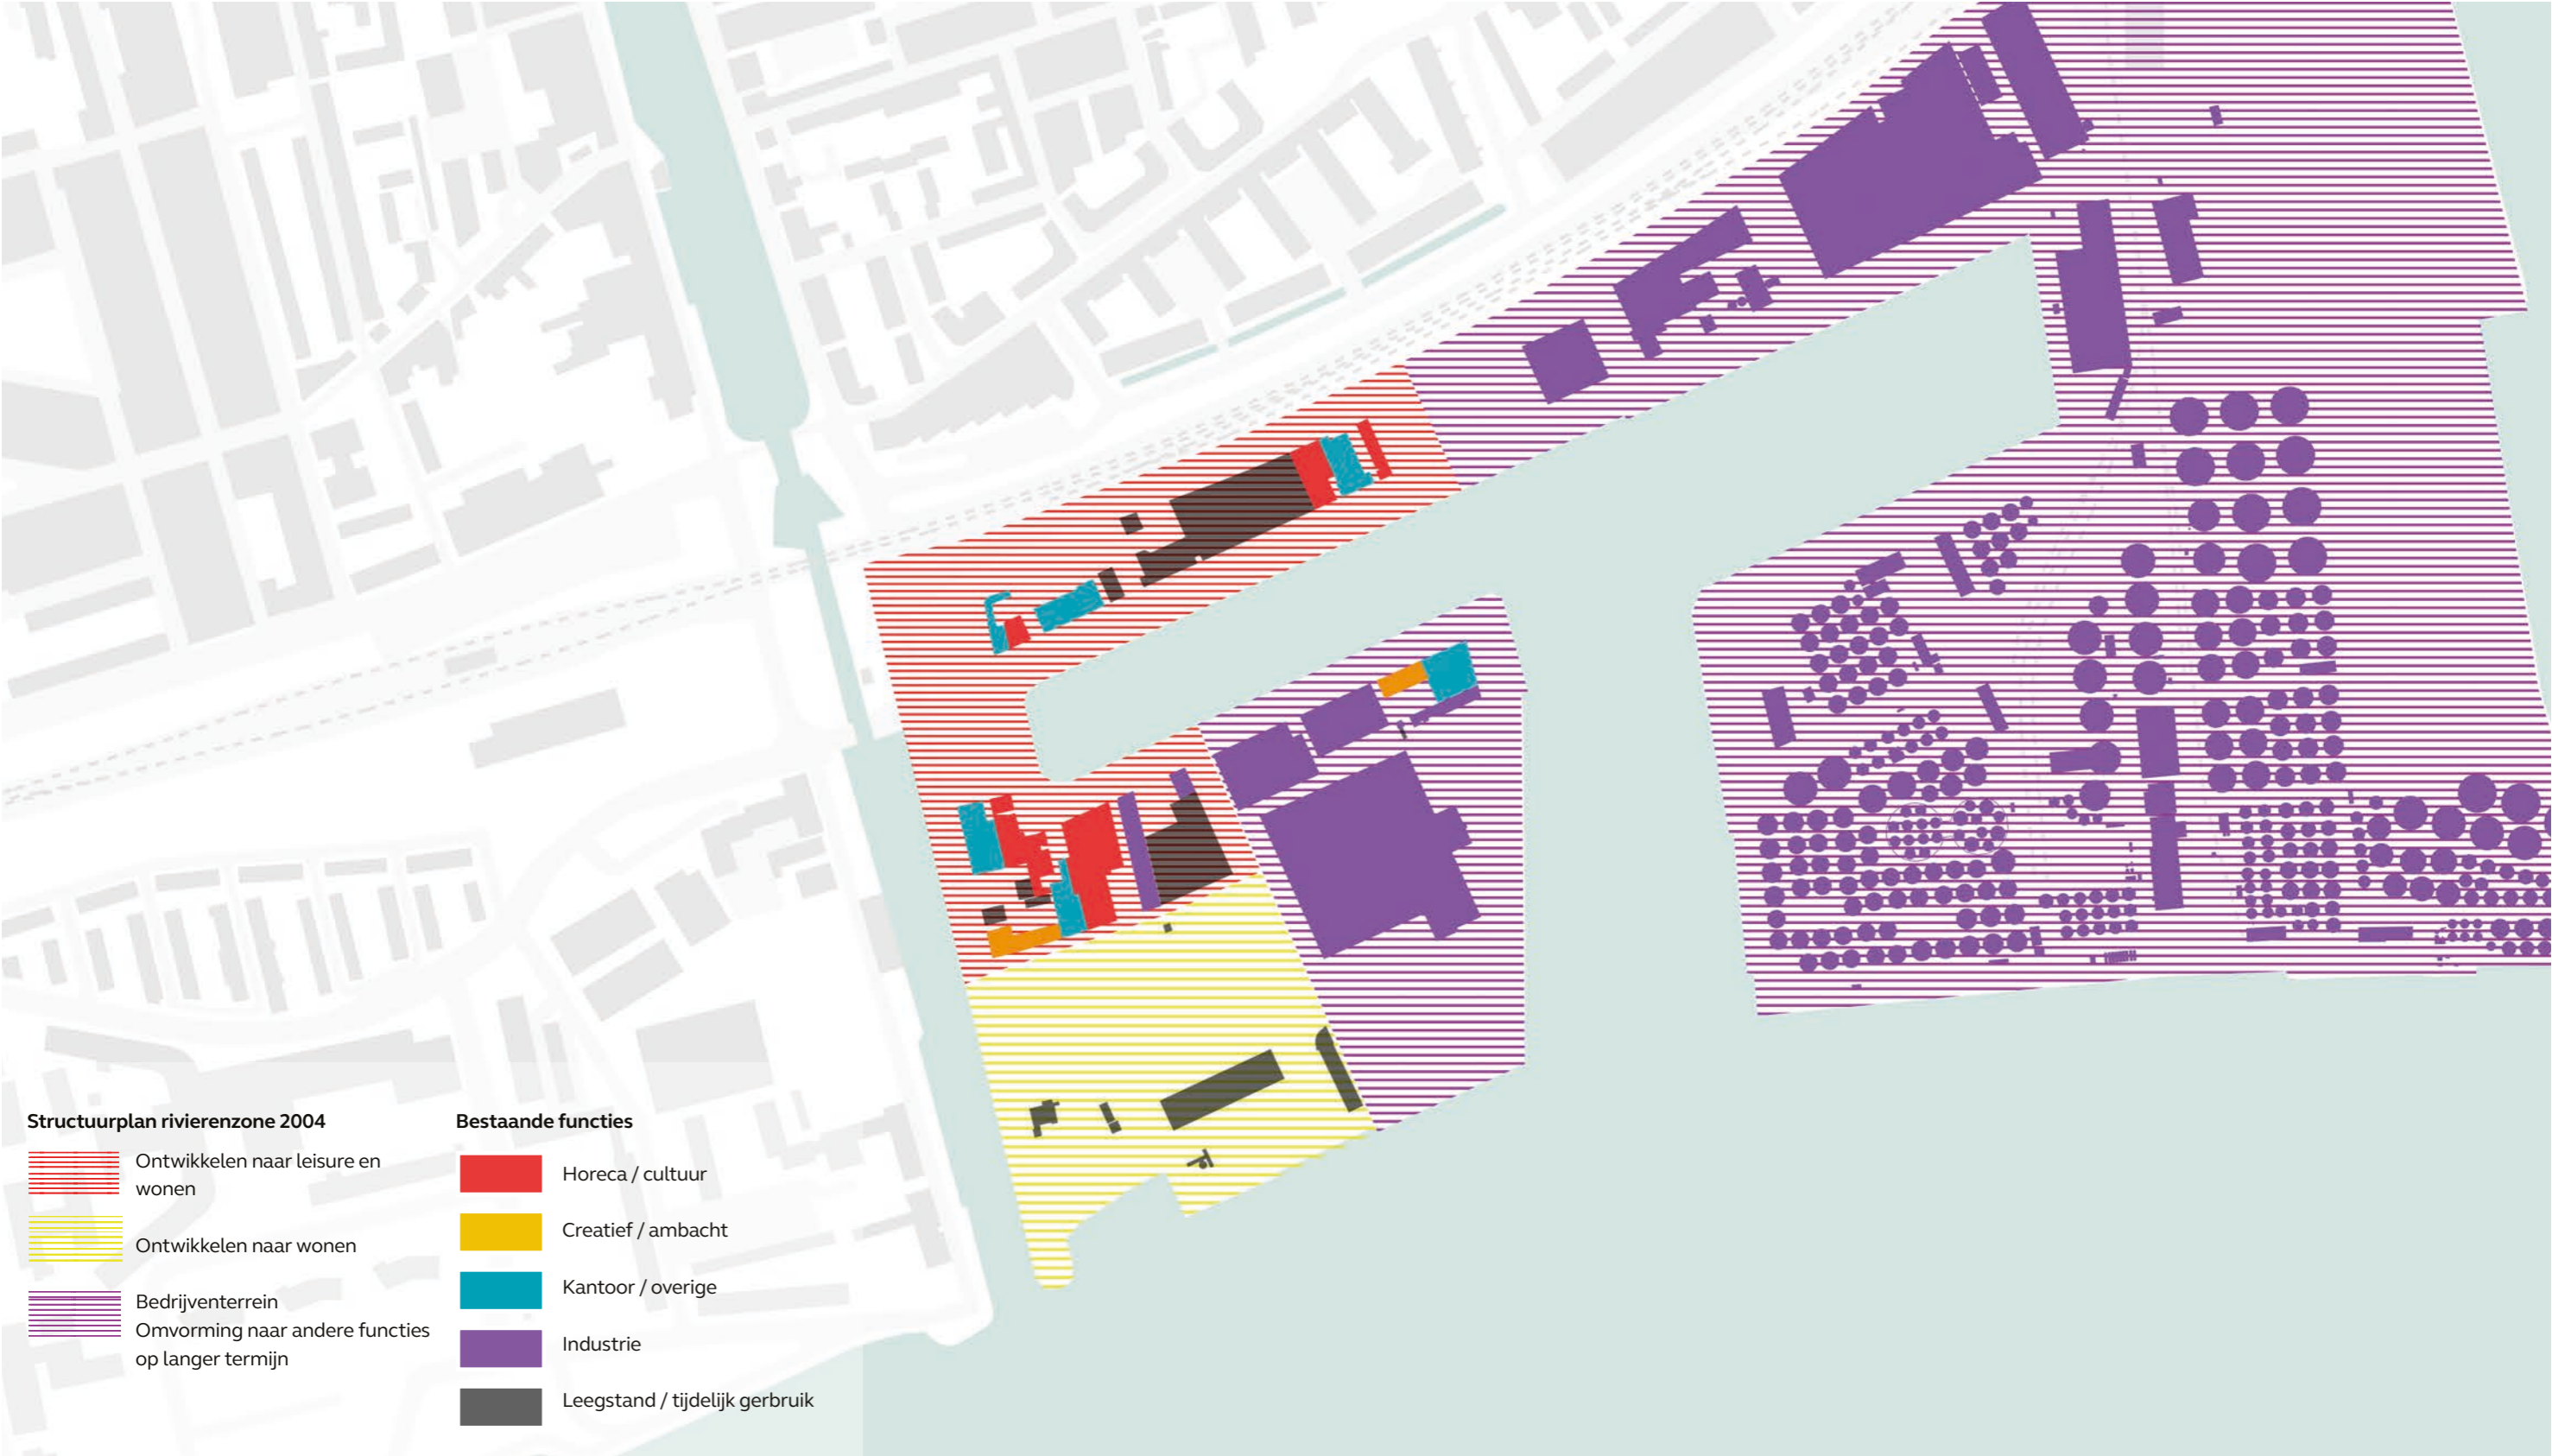 Structuurplan rivierenzone 2004
Ontwikkelen naar leisure en
wonen
Ontwikkelen naar wonen
Bedrijventerrein
Omvorming naar andere functies
op langer termijn
Bestaande functies
Horeca / cultuur
Creatief / ambacht
Kantoor / overige
Industrie
Leegstand / tijdelijk gerbruik